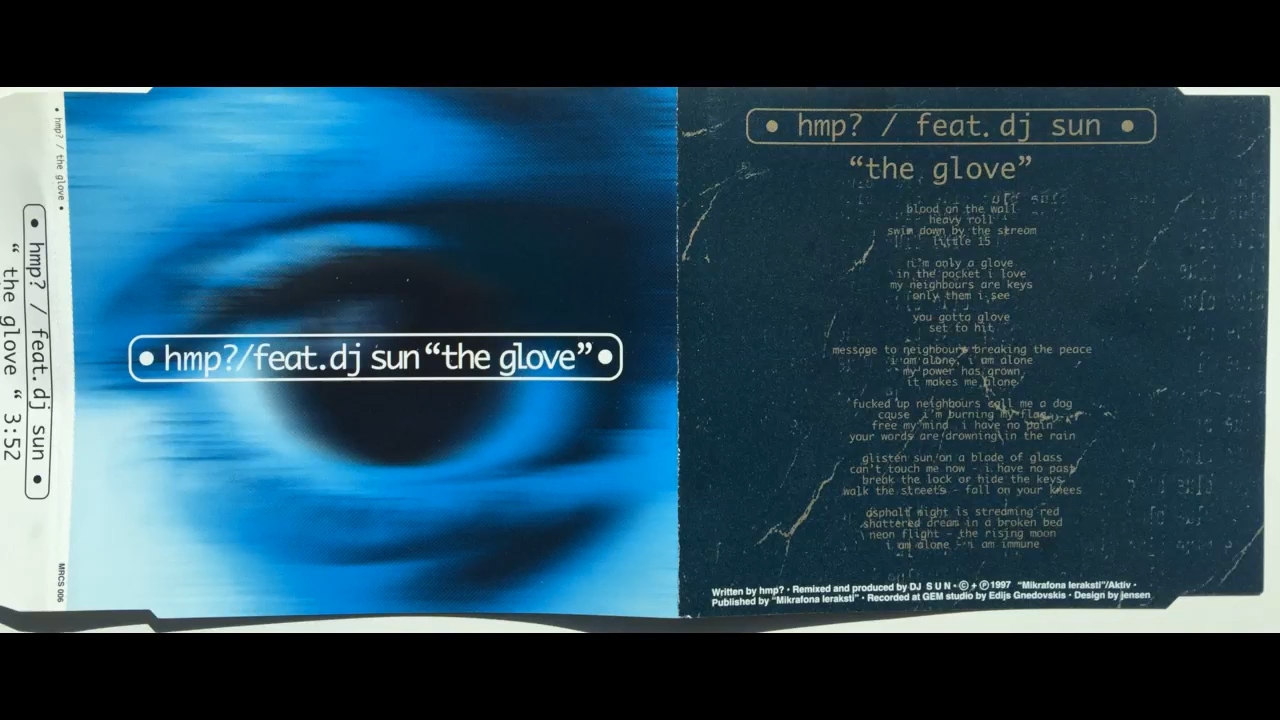 • hmp? / the glove •
• hmp? / feat.dj sun •
“ the glove “ 3:52
MRCS 006
• hmp?/feat.dj sun “the glove” •
• hmp? / feat.dj sun •
“the glove”
blood on the wall
heavy roll
swim down by the stream
little 15
i'm only a glove
in the pocket i love
my neighbours are keys
only them i see
you gotta glove
set to hit
message to neighbours breaking the peace
i am alone, i am alone
my power has grown
it makes me alone
fucked up neighbours call me a dog
cause i'm burning my flag
free my mind i have no pain
your words are drowning in the rain
glisten sun on a blade of glass
can't touch me now - i have no past
break the lock or hide the keys
walk the streets - fall on your knees
asphalt night is streaming red
shattered dream in a broken bed
neon flight - the rising moon
i am alone - i am immune
Written by hmp? • Remixed and produced by DJ S U N • © + ℗ 1997 “Mikrafona Ieraksti”/Aktiv •
Published by “Mikrafona Ieraksti” • Recorded at GEM studio by Edijs Gnedovskis • Design by jensen